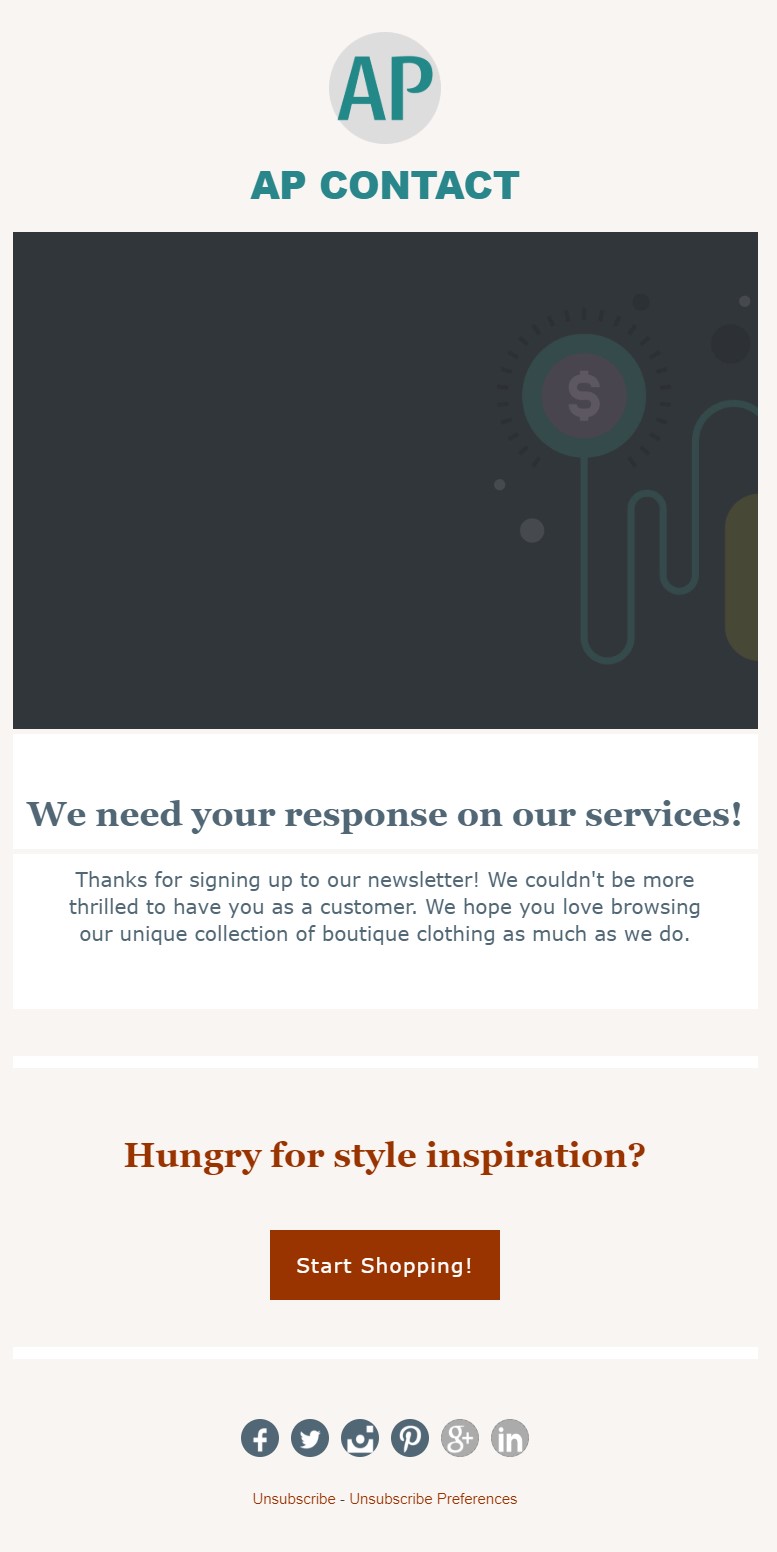 AP
AP CONTACT
$
We need your response on our services!
Thanks for signing up to our newsletter! We couldn't be more
thrilled to have you as a customer. We hope you love browsing
our unique collection of boutique clothing as much as we do.
Hungry for style inspiration?
Start Shopping!
Unsubscribe - Unsubscribe Preferences